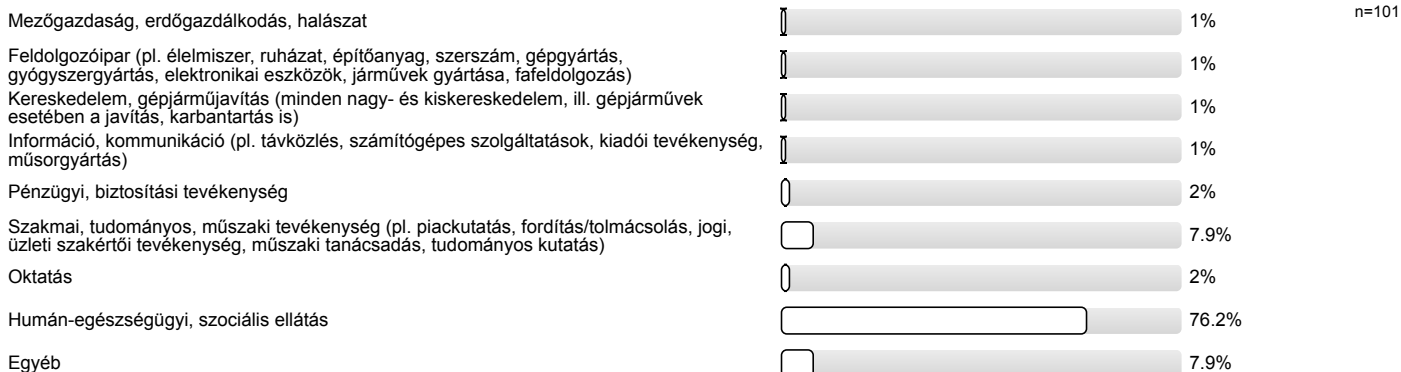 Mezőgazdaság, erdőgazdálkodás, halászat 1% n=101
Feldolgozóipar (pl. élelmiszer, ruházat, építőanyag, szerszám, gépgyártás,
gyógyszergyártás, elektronikai eszközök, járművek gyártása, fafeldolgozás) 1%
Kereskedelem, gépjárműjavítás (minden nagy- és kiskereskedelem, ill. gépjárművek
esetében a javítás, karbantartás is) 1%
Információ, kommunikáció (pl. távközlés, számítógépes szolgáltatások, kiadói tevékenység,
műsorgyártás) 1%
Pénzügyi, biztosítási tevékenység 2%
Szakmai, tudományos, műszaki tevékenység (pl. piackutatás, fordítás/tolmácsolás, jogi,
üzleti szakértői tevékenység, műszaki tanácsadás, tudományos kutatás) 7.9%
Oktatás 2%
Humán-egészségügyi, szociális ellátás 76.2%
Egyéb 7.9%